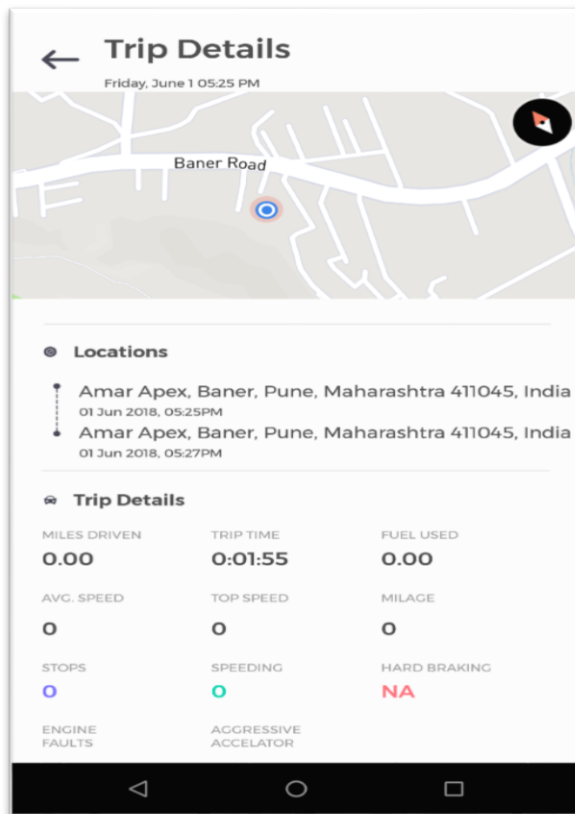 Trip Details
Friday, June 1 05:25 PM
Baner Road
Locations
Amar Apex, Baner, Pune, Maharashtra 411045, India
01 Jun 2018, 05:25PM
Amar Apex, Baner, Pune, Maharashtra 411045, India
01 Jun 2018, 05:27PM
Trip Details
MILES DRIVEN TRIP TIME FUEL USED
0.00 0:01:55 0.00
AVG. SPEED TOP SPEED MILAGE
0 0 0
STOPS SPEEDING HARD BRAKING
0 0 NA
ENGINE AGGRESSIVE
FAULTS ACCELATOR